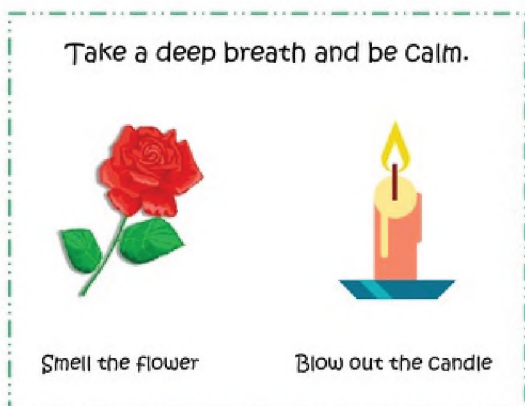 Take a deep breath and be calm.
Smell the flower
Blow out the candle